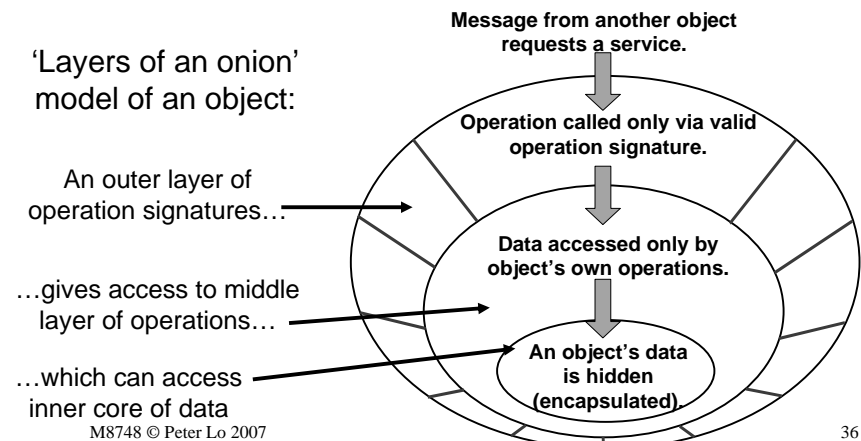 Message from another object
requests a service.
‘Layers of an onion’
model of an object:
Operation called only via valid
operation signature.
An outer layer of
operation signatures…
Data accessed only by
object’s own operations.
…gives access to middle
layer of operations…
An object’s data
is hidden
(encapsulated).
…which can access
inner core of data
M8748 © Peter Lo 2007
36